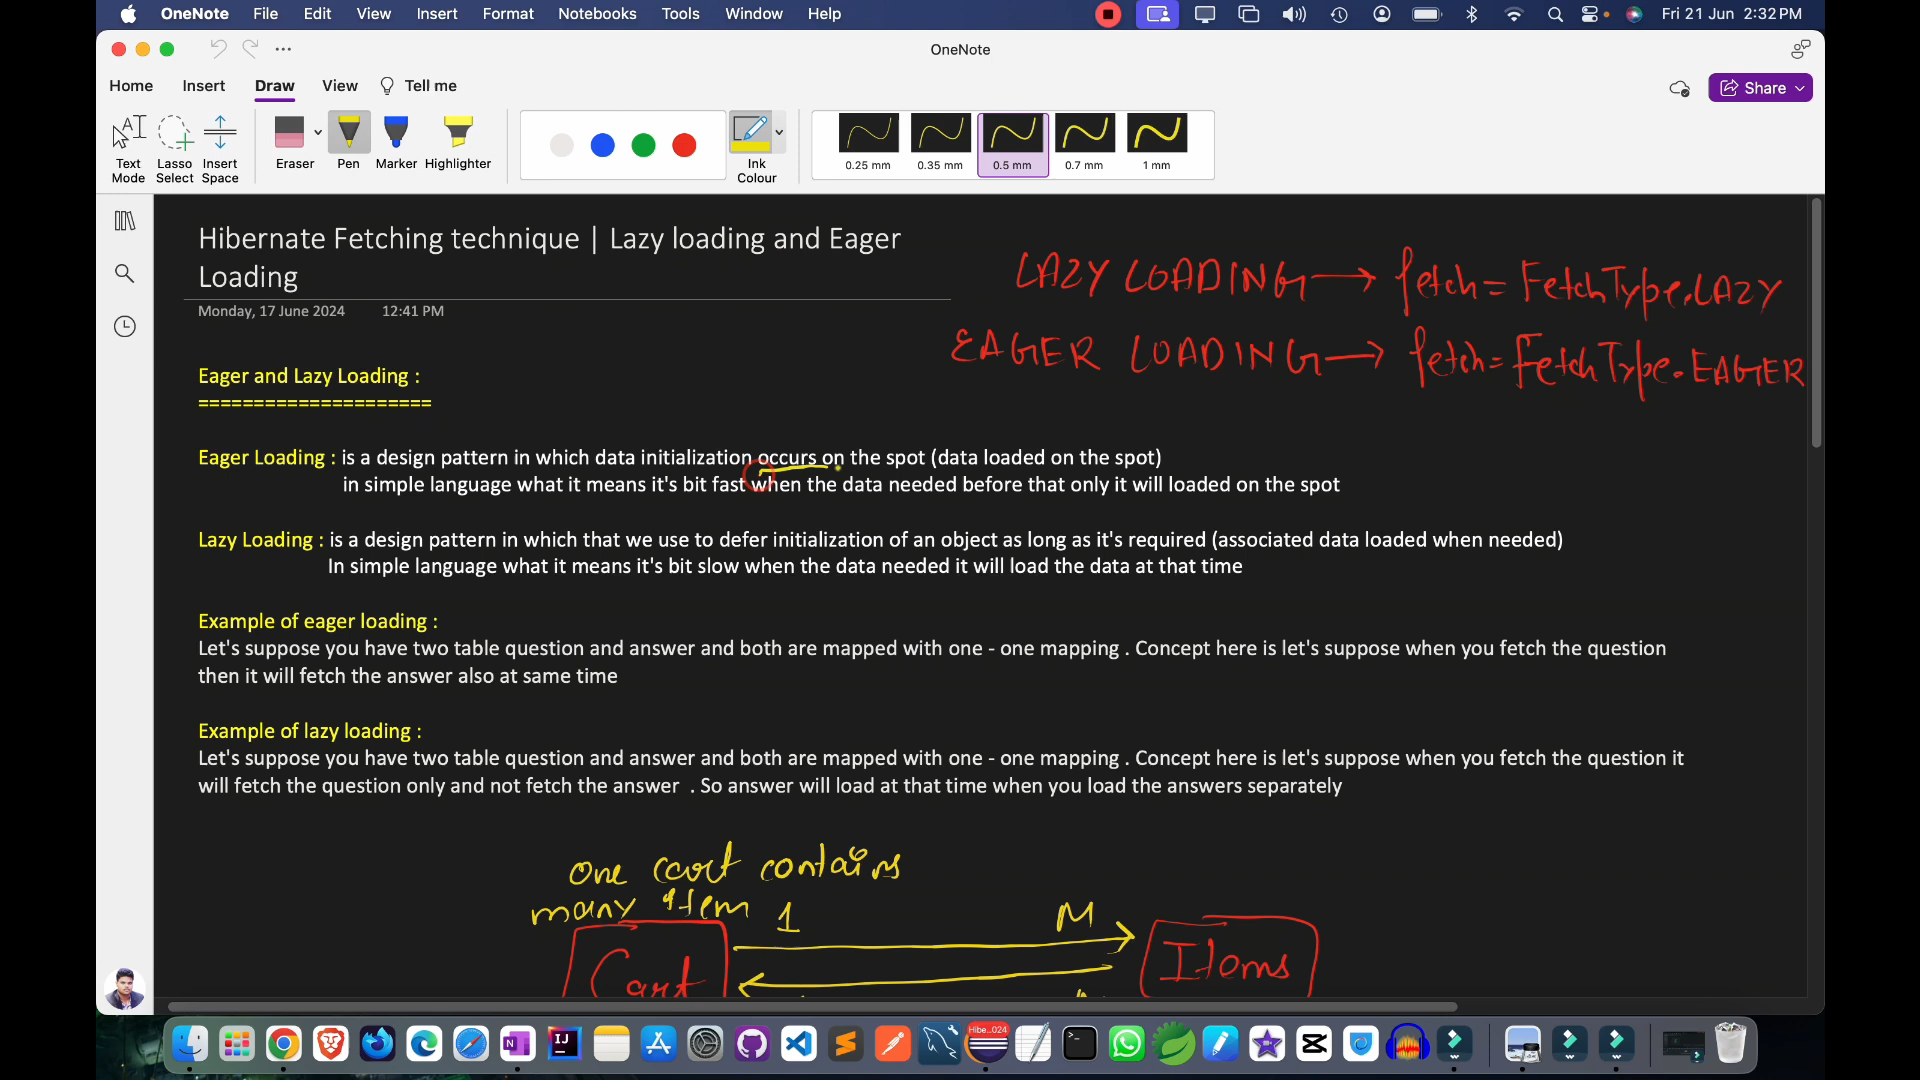 OneNote File Edit View Insert Format Notebooks Tools Window Help Fri 21 Jun 2:32 PM
OneNote
Home Insert Draw View Tell me Share
Text Mode Lasso Select Insert Space Eraser Pen Marker Highlighter Ink Colour 0.25 mm 0.35 mm 0.5 mm 0.7 mm 1 mm
Hibernate Fetching technique | Lazy loading and Eager
Loading
Monday, 17 June 2024 12:41 PM
LAZY LOADING → fetch = FetchType.LAZY
EAGER LOADING → fetch = FetchType.EAGER
Eager and Lazy Loading :
=====================
Eager Loading : is a design pattern in which data initialization occurs on the spot (data loaded on the spot)
in simple language what it means it's bit fast when the data needed before that only it will loaded on the spot
Lazy Loading : is a design pattern in which that we use to defer initialization of an object as long as it's required (associated data loaded when needed)
In simple language what it means it's bit slow when the data needed it will load the data at that time
Example of eager loading :
Let's suppose you have two table question and answer and both are mapped with one - one mapping . Concept here is let's suppose when you fetch the question
then it will fetch the answer also at same time
Example of lazy loading :
Let's suppose you have two table question and answer and both are mapped with one - one mapping . Concept here is let's suppose when you fetch the question it
will fetch the question only and not fetch the answer . So answer will load at that time when you load the answers separately
One cart contains
many item 1 M
Cart Items
Hibe...024